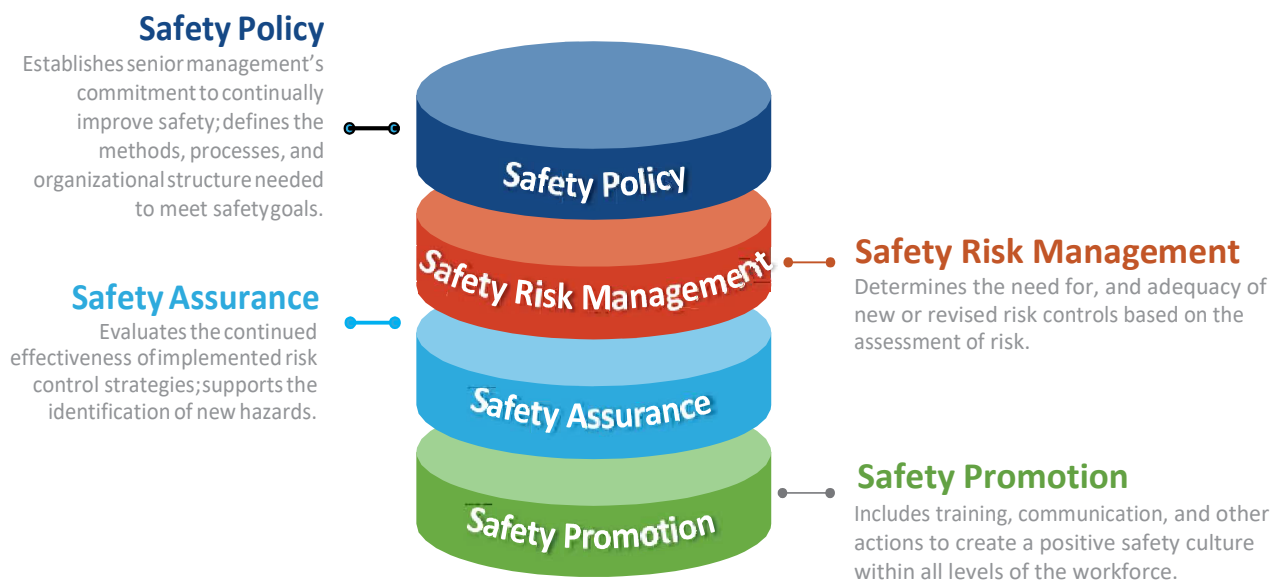 Safety Policy
Establishes senior management's
commitment to continually
improve safety; defines the
methods, processes, and
organizational structure needed
to meet safety goals.
Safety Policy
Safety Risk Management
Safety Risk Management
Determines the need for, and adequacy of
new or revised risk controls based on the
assessment of risk.
Safety Assurance
Evaluates the continued
effectiveness of implemented risk
control strategies; supports the
identification of new hazards.
Safety Assurance
Safety Promotion
Safety Promotion
Includes training, communication, and other
actions to create a positive safety culture
within all levels of the workforce.